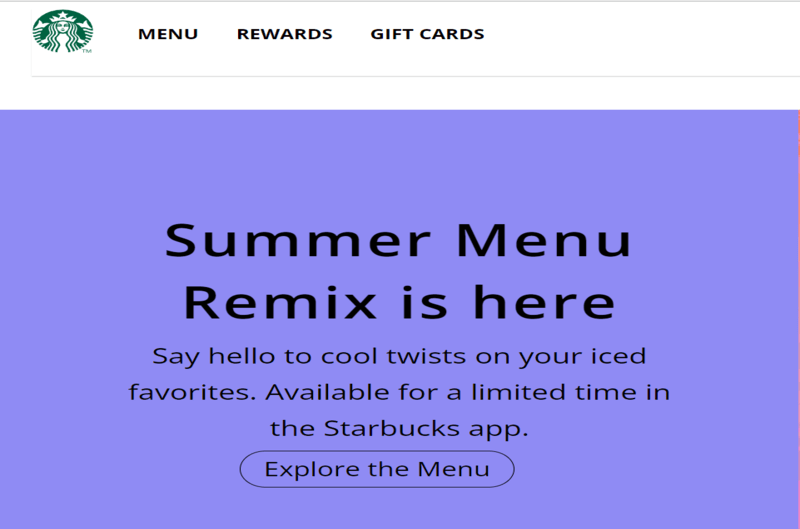 MENU REWARDS GIFT CARDS
TM
Summer Menu
Remix is here
Say hello to cool twists on your iced
favorites. Available for a limited time in
the Starbucks app.
Explore the Menu